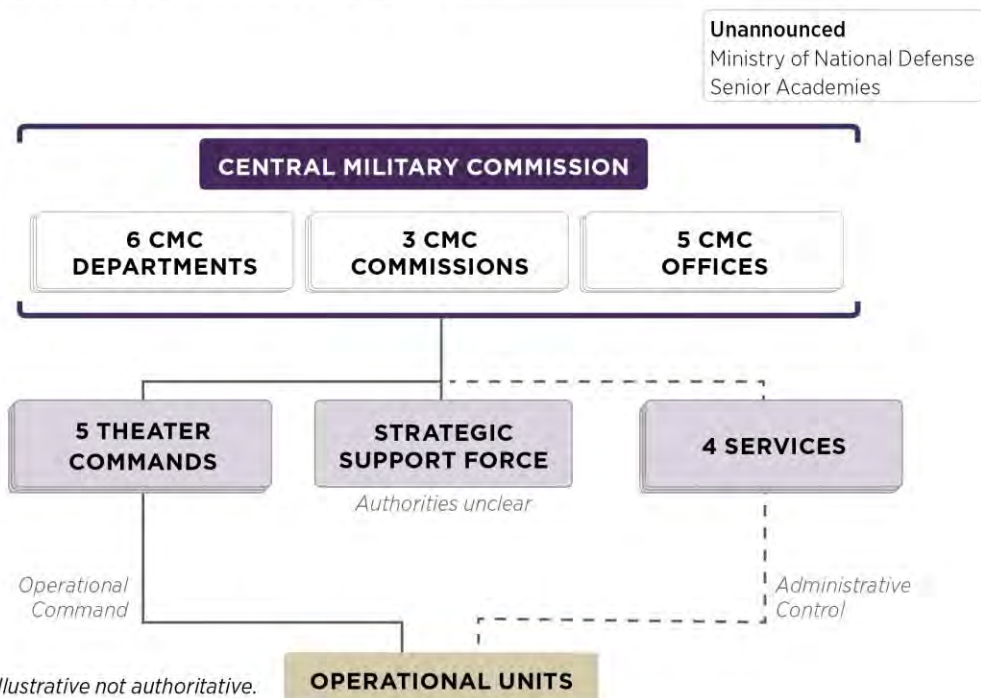 Unannounced
Ministry of National Defense
Senior Academies
CENTRAL MILITARY COMMISSION
6 CMC
DEPARTMENTS
3 CMC
COMMISSIONS
5 CMC
OFFICES
5 THEATER
COMMANDS
STRATEGIC
SUPPORT FORCE
Authorities unclear
4 SERVICES
Operational
Command
Administrative
Control
llustrative not authoritative.
OPERATIONAL UNITS